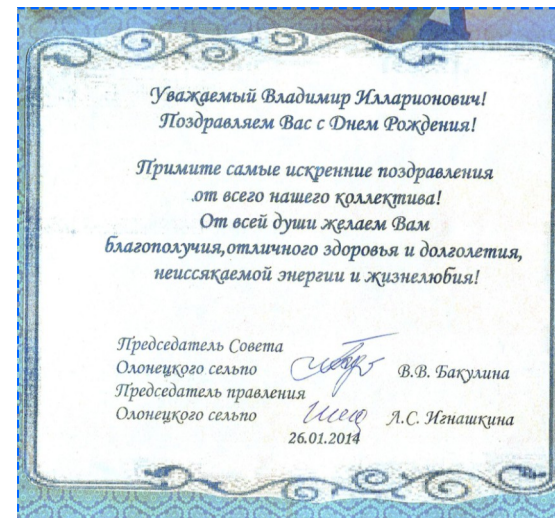 Уважаемый Владимир Илларионович!
Поздравляем Вас с Днем Рождения!
Примите самые искренние поздравления
от всего нашего коллектива!
От всей души желаем Вам
благополучия,отличного здоровья и долголетия,
неиссякаемой энергии и жизнелюбия!
Председатель Совета
Олонецкого сельпо В.В. Бакулина
Председатель правления
Олонецкого сельпо Л.С. Игнашкина
26.01.2014